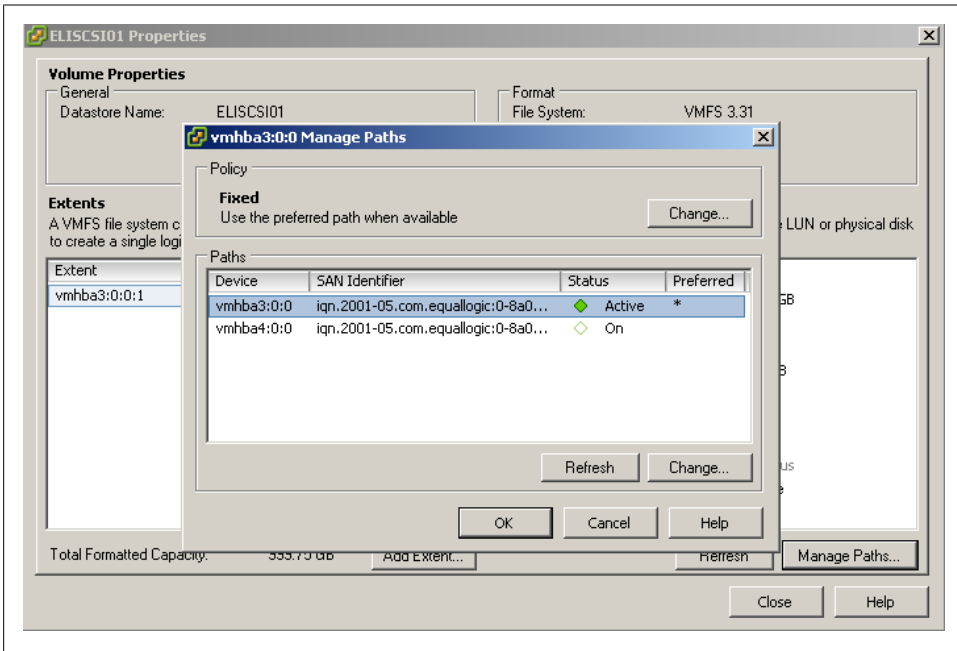 ELISCSI01 Properties
Volume Properties
General
Datastore Name: ELISCSI01
Format
File System: VMFS 3.31
vmhba3:0:0 Manage Paths
Policy
Fixed
Use the preferred path when available
Change...
Extents
A VMFS file system c
LUN or physical disk
to create a single logi
Extent
vmhba3:0:0:1
Paths
Device SAN Identifier Status Preferred
vmhba3:0:0 iqn.2001-05.com.equallogic:0-8a0... Active *
vmhba4:0:0 iqn.2001-05.com.equallogic:0-8a0... On
GB
B
us
e
Refresh Change...
OK Cancel Help
Total Formatted Capacity: GB Add Extent... Refresh Manage Paths...
Close Help